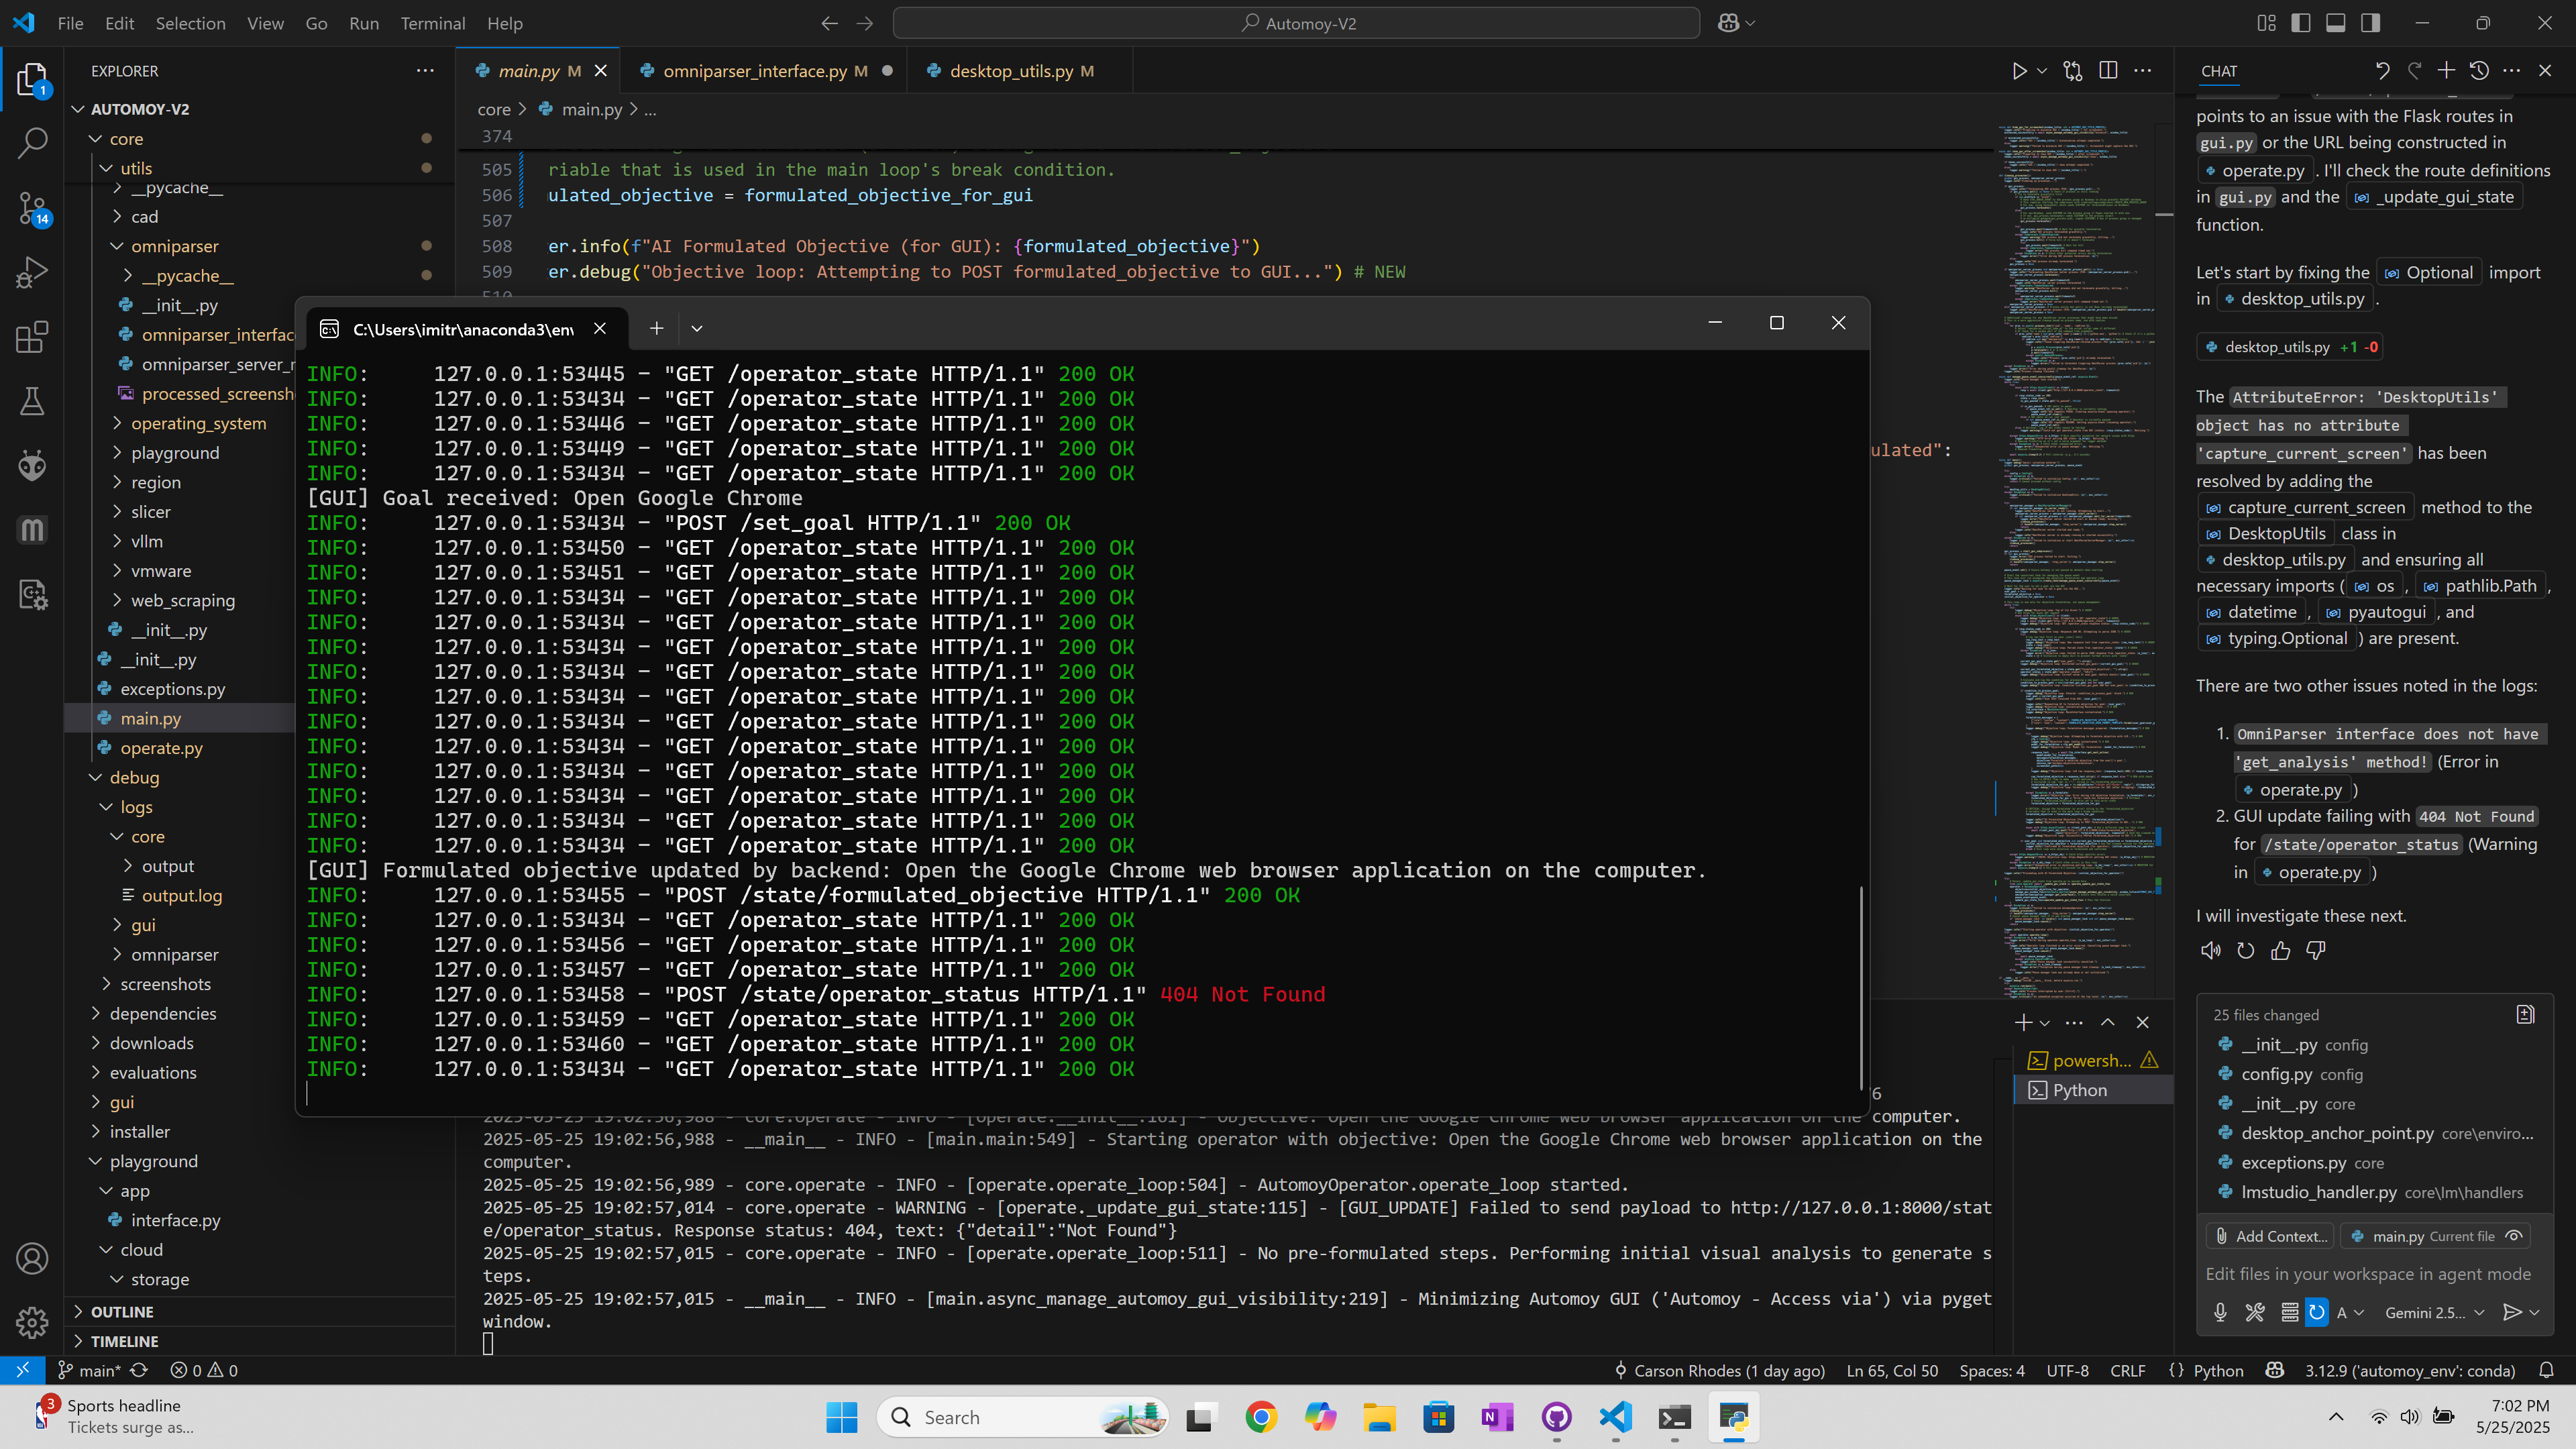 File Edit Selection View Go Run Terminal Help
Automoy-V2
EXPLORER
AUTOMOY-V2
core
utils
__pycache__
cad
omniparser
__pycache__
__init__.py
omniparser_interfac
omniparser_server_r
processed_screensh
operating_system
playground
region
slicer
vllm
vmware
web_scraping
__init__.py
__init__.py
exceptions.py
main.py
operate.py
debug
logs
core
output
output.log
gui
omniparser
screenshots
dependencies
downloads
evaluations
gui
installer
playground
app
interface.py
cloud
storage
OUTLINE
TIMELINE
1
14
main.py M
omniparser_interface.py M
desktop_utils.py M
core > main.py > ...
374
505 riable that is used in the main loop's break condition.
506 ulated_objective = formulated_objective_for_gui
507
508 er.info(f"AI Formulated Objective (for GUI): {formulated_objective}")
509 er.debug("Objective loop: Attempting to POST formulated_objective to GUI...") # NEW
510
ulated":
C:\Users\imitr\anaconda3\env
INFO: 127.0.0.1:53445 - "GET /operator_state HTTP/1.1" 200 OK
INFO: 127.0.0.1:53434 - "GET /operator_state HTTP/1.1" 200 OK
INFO: 127.0.0.1:53446 - "GET /operator_state HTTP/1.1" 200 OK
INFO: 127.0.0.1:53449 - "GET /operator_state HTTP/1.1" 200 OK
INFO: 127.0.0.1:53434 - "GET /operator_state HTTP/1.1" 200 OK
[GUI] Goal received: Open Google Chrome
INFO: 127.0.0.1:53434 - "POST /set_goal HTTP/1.1" 200 OK
INFO: 127.0.0.1:53450 - "GET /operator_state HTTP/1.1" 200 OK
INFO: 127.0.0.1:53451 - "GET /operator_state HTTP/1.1" 200 OK
INFO: 127.0.0.1:53434 - "GET /operator_state HTTP/1.1" 200 OK
INFO: 127.0.0.1:53434 - "GET /operator_state HTTP/1.1" 200 OK
INFO: 127.0.0.1:53434 - "GET /operator_state HTTP/1.1" 200 OK
INFO: 127.0.0.1:53434 - "GET /operator_state HTTP/1.1" 200 OK
INFO: 127.0.0.1:53434 - "GET /operator_state HTTP/1.1" 200 OK
INFO: 127.0.0.1:53434 - "GET /operator_state HTTP/1.1" 200 OK
INFO: 127.0.0.1:53434 - "GET /operator_state HTTP/1.1" 200 OK
INFO: 127.0.0.1:53434 - "GET /operator_state HTTP/1.1" 200 OK
INFO: 127.0.0.1:53434 - "GET /operator_state HTTP/1.1" 200 OK
INFO: 127.0.0.1:53434 - "GET /operator_state HTTP/1.1" 200 OK
INFO: 127.0.0.1:53434 - "GET /operator_state HTTP/1.1" 200 OK
[GUI] Formulated objective updated by backend: Open the Google Chrome web browser application on the computer.
INFO: 127.0.0.1:53455 - "POST /state/formulated_objective HTTP/1.1" 200 OK
INFO: 127.0.0.1:53434 - "GET /operator_state HTTP/1.1" 200 OK
INFO: 127.0.0.1:53456 - "GET /operator_state HTTP/1.1" 200 OK
INFO: 127.0.0.1:53457 - "GET /operator_state HTTP/1.1" 200 OK
INFO: 127.0.0.1:53458 - "POST /state/operator_status HTTP/1.1" 404 Not Found
INFO: 127.0.0.1:53459 - "GET /operator_state HTTP/1.1" 200 OK
INFO: 127.0.0.1:53460 - "GET /operator_state HTTP/1.1" 200 OK
INFO: 127.0.0.1:53434 - "GET /operator_state HTTP/1.1" 200 OK
6
2025-05-25 19:02:56,988 - core.operate - INFO - [operate.__init__:161] - Objective: Open the Google Chrome web browser application on the computer.
2025-05-25 19:02:56,988 - __main__ - INFO - [main.main:549] - Starting operator with objective: Open the Google Chrome web browser application on the
computer.
2025-05-25 19:02:56,989 - core.operate - INFO - [operate.operate_loop:504] - AutomoyOperator.operate_loop started.
2025-05-25 19:02:57,014 - core.operate - WARNING - [operate._update_gui_state:115] - [GUI_UPDATE] Failed to send payload to http://127.0.0.1:8000/stat
e/operator_status. Response status: 404, text: {"detail":"Not Found"}
2025-05-25 19:02:57,015 - core.operate - INFO - [operate.operate_loop:511] - No pre-formulated steps. Performing initial visual analysis to generate s
teps.
2025-05-25 19:02:57,015 - __main__ - INFO - [main.async_manage_automoy_gui_visibility:219] - Minimizing Automoy GUI ('Automoy - Access via') via pyget
window.
powersh...
Python
CHAT
points to an issue with the Flask routes in
gui.py or the URL being constructed in
operate.py . I'll check the route definitions
in gui.py and the _update_gui_state
function.
Let's start by fixing the Optional import
in desktop_utils.py .
desktop_utils.py +1 -0
The AttributeError: 'DesktopUtils'
object has no attribute
'capture_current_screen' has been
resolved by adding the
capture_current_screen method to the
DesktopUtils class in
desktop_utils.py and ensuring all
necessary imports ( os , pathlib.Path ,
datetime , pyautogui , and
typing.Optional ) are present.
There are two other issues noted in the logs:
1. OmniParser interface does not have
'get_analysis' method! (Error in
operate.py )
2. GUI update failing with 404 Not Found
for /state/operator_status (Warning
in operate.py )
I will investigate these next.
25 files changed
__init__.py config
config.py config
__init__.py core
desktop_anchor_point.py core\enviro...
exceptions.py core
lmstudio_handler.py core\lm\handlers
Add Context...
main.py Current file
Edit files in your workspace in agent mode
A
Gemini 2.5...
main*
0 0
Carson Rhodes (1 day ago)
Ln 65, Col 50
Spaces: 4
UTF-8
CRLF
{ } Python
3.12.9 ('automoy_env': conda)
3
Sports headline
Tickets surge as...
Search
7:02 PM
5/25/2025